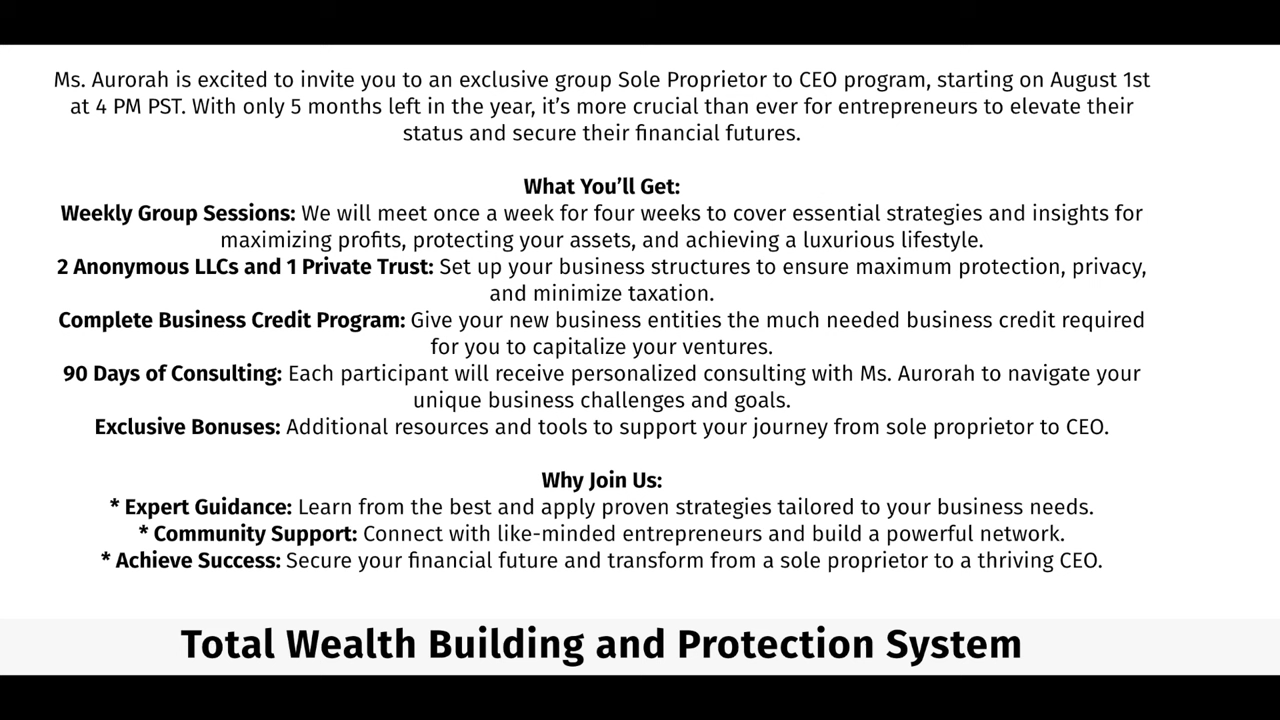 Ms. Aurorah is excited to invite you to an exclusive group Sole Proprietor to CEO program, starting on August 1st
at 4 PM PST. With only 5 months left in the year, it’s more crucial than ever for entrepreneurs to elevate their
status and secure their financial futures.
What You’ll Get:
Weekly Group Sessions: We will meet once a week for four weeks to cover essential strategies and insights for
maximizing profits, protecting your assets, and achieving a luxurious lifestyle.
2 Anonymous LLCs and 1 Private Trust: Set up your business structures to ensure maximum protection, privacy,
and minimize taxation.
Complete Business Credit Program: Give your new business entities the much needed business credit required
for you to capitalize your ventures.
90 Days of Consulting: Each participant will receive personalized consulting with Ms. Aurorah to navigate your
unique business challenges and goals.
Exclusive Bonuses: Additional resources and tools to support your journey from sole proprietor to CEO.
Why Join Us:
* Expert Guidance: Learn from the best and apply proven strategies tailored to your business needs.
* Community Support: Connect with like-minded entrepreneurs and build a powerful network.
* Achieve Success: Secure your financial future and transform from a sole proprietor to a thriving CEO.
Total Wealth Building and Protection System